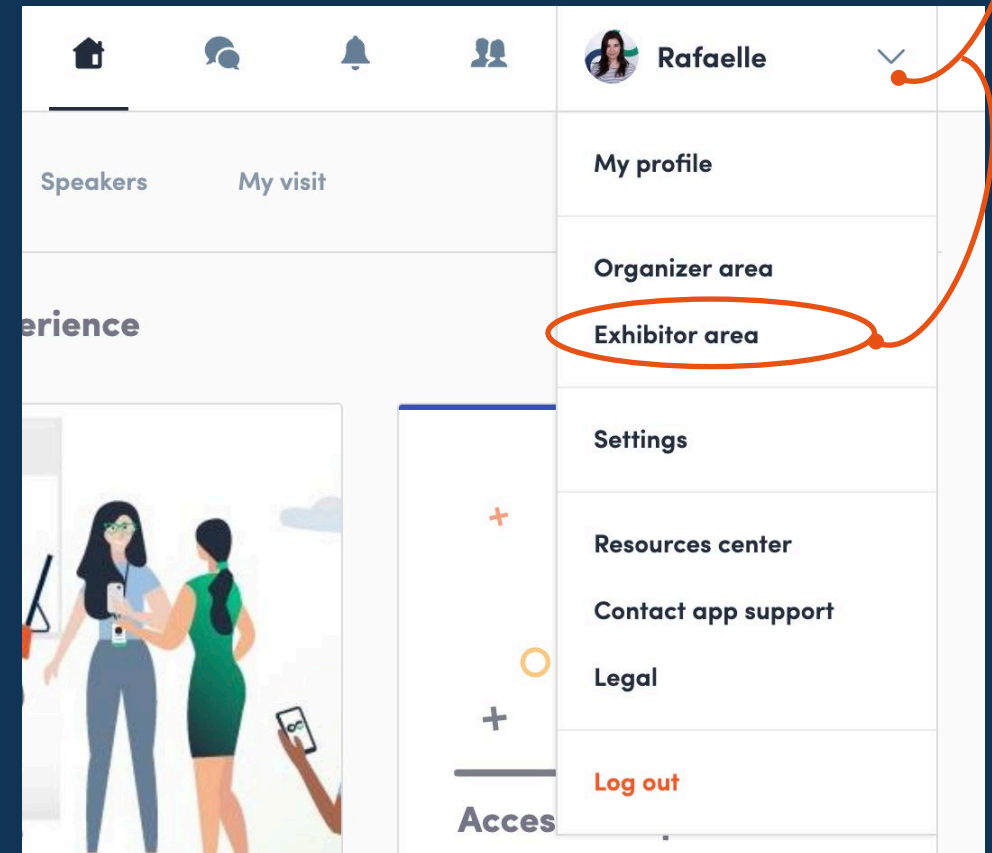 Rafaelle
My profile
Speakers
My visit
Organizer area
erience
Exhibitor area
Settings
Resources center
Contact app support
Legal
Log out
Acces